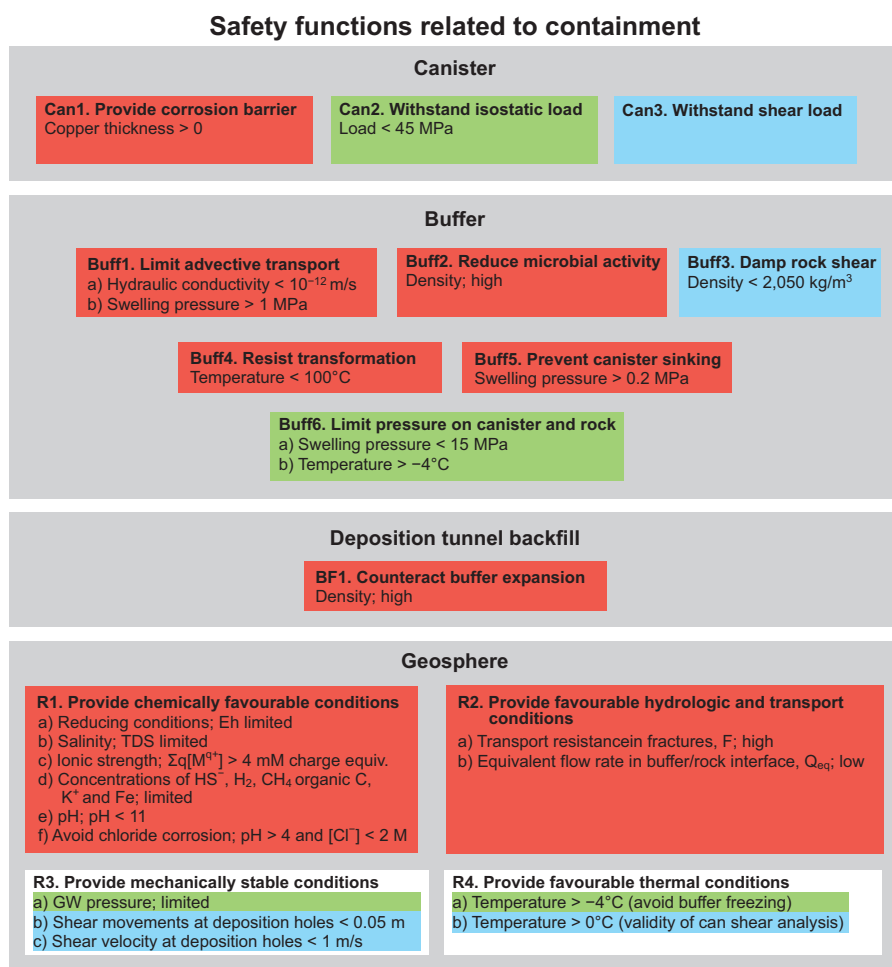 Safety functions related to containment
Canister
Can1. Provide corrosion barrier
Copper thickness > 0
Can2. Withstand isostatic load
Load < 45 MPa
Can3. Withstand shear load
Buffer
Buff1. Limit advective transport
a) Hydraulic conductivity < 10⁻¹² m/s
b) Swelling pressure > 1 MPa
Buff2. Reduce microbial activity
Density; high
Buff3. Damp rock shear
Density < 2,050 kg/m³
Buff4. Resist transformation
Temperature < 100°C
Buff5. Prevent canister sinking
Swelling pressure > 0.2 MPa
Buff6. Limit pressure on canister and rock
a) Swelling pressure < 15 MPa
b) Temperature > −4°C
Deposition tunnel backfill
BF1. Counteract buffer expansion
Density; high
Geosphere
R1. Provide chemically favourable conditions
a) Reducing conditions; Eh limited
b) Salinity; TDS limited
c) Ionic strength; Σq[M^q+] > 4 mM charge equiv.
d) Concentrations of HS⁻, H₂, CH₄ organic C,
K⁺ and Fe; limited
e) pH; pH < 11
f) Avoid chloride corrosion; pH > 4 and [Cl⁻] < 2 M
R2. Provide favourable hydrologic and transport
conditions
a) Transport resistancein fractures, F; high
b) Equivalent flow rate in buffer/rock interface, Q_eq; low
R3. Provide mechanically stable conditions
a) GW pressure; limited
b) Shear movements at deposition holes < 0.05 m
c) Shear velocity at deposition holes < 1 m/s
R4. Provide favourable thermal conditions
a) Temperature > −4°C (avoid buffer freezing)
b) Temperature > 0°C (validity of can shear analysis)